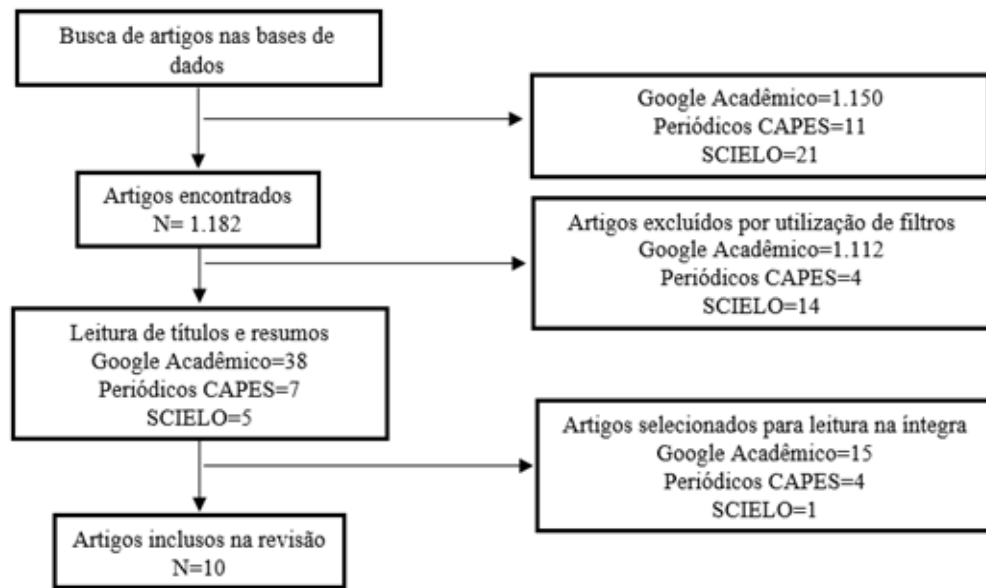 Busca de artigos nas bases de
dados
Google Acadêmico=1.150
Periódicos CAPES=11
SCIELO=21
Artigos encontrados
N= 1.182
Artigos excluídos por utilização de filtros
Google Acadêmico=1.112
Periódicos CAPES=4
SCIELO=14
Leitura de títulos e resumos
Google Acadêmico=38
Periódicos CAPES=7
SCIELO=5
Artigos selecionados para leitura na íntegra
Google Acadêmico=15
Periódicos CAPES=4
SCIELO=1
Artigos inclusos na revisão
N=10